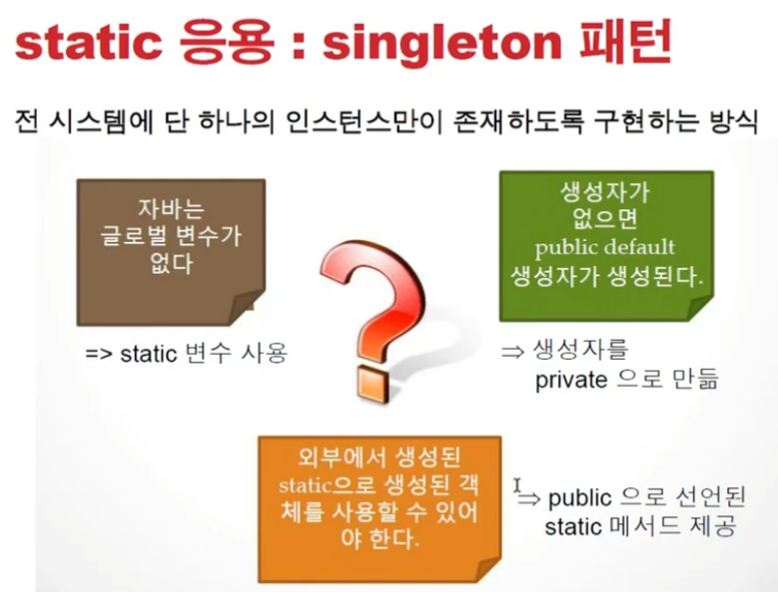 static 응용 : singleton 패턴
전 시스템에 단 하나의 인스턴스만이 존재하도록 구현하는 방식
자바는
글로벌 변수가
없다
=> static 변수 사용
생성자가
없으면
public default
생성자가 생성된다.
⇒ 생성자를
private 으로 만듦
외부에서 생성된
static으로 생성된 객
체를 사용할 수 있어
야 한다.
⇒ public 으로 선언된
static 메서드 제공